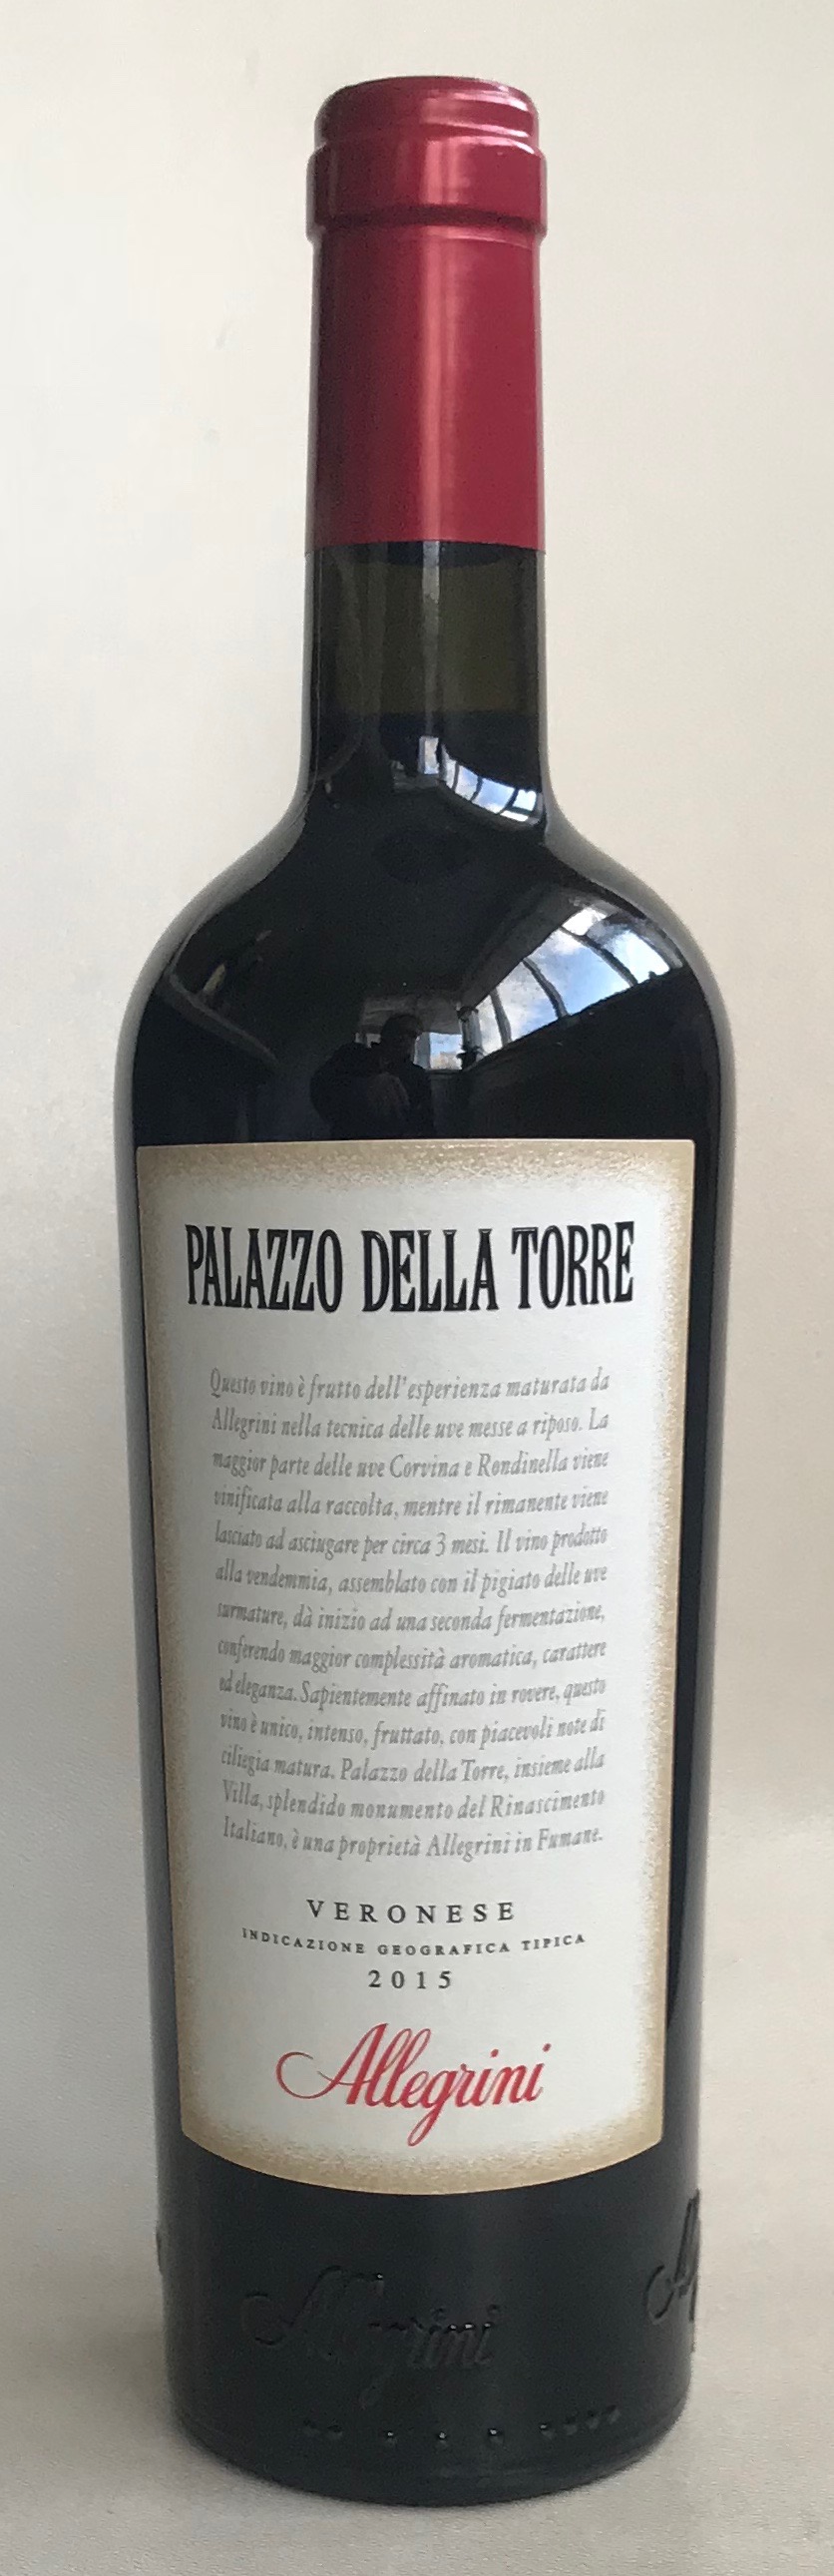 PALAZZO DELLA TORRE
Questo vino è frutto dell'esperienza maturata da
Allegrini nella tecnica delle uve messe a riposo. La
maggior parte delle uve Corvina e Rondinella viene
vinificata alla raccolta, mentre il rimanente viene
lasciato ad asciugare per circa 3 mesi. Il vino prodotto
alla vendemmia, assemblato con il pigiato delle uve
surmature, dà inizio ad una seconda fermentazione,
conferendo maggior complessità aromatica, carattere
ed eleganza. Sapientemente affinato in rovere, questo
vino è unico, intenso, fruttato, con piacevoli note di
ciliegia matura. Palazzo della Torre, insieme alla
Villa, splendido monumento del Rinascimento
Italiano, è una proprietà Allegrini in Fumane.
VERONESE
INDICAZIONE GEOGRAFICA TIPICA
2015
Allegrini
Allegrini